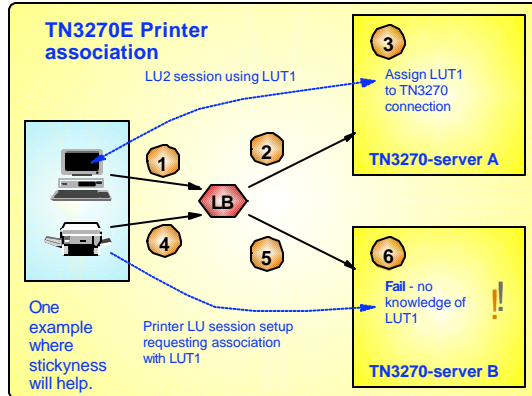 TN3270E Printer
association
LU2 session using LUT1
3
Assign LUT1
to TN3270
connection
TN3270-server A
1
2
LB
4
5
6
Fail - no
knowledge of
LUT1
!!
TN3270-server B
One
example
where
stickyness
will help.
Printer LU session setup
requesting association
with LUT1